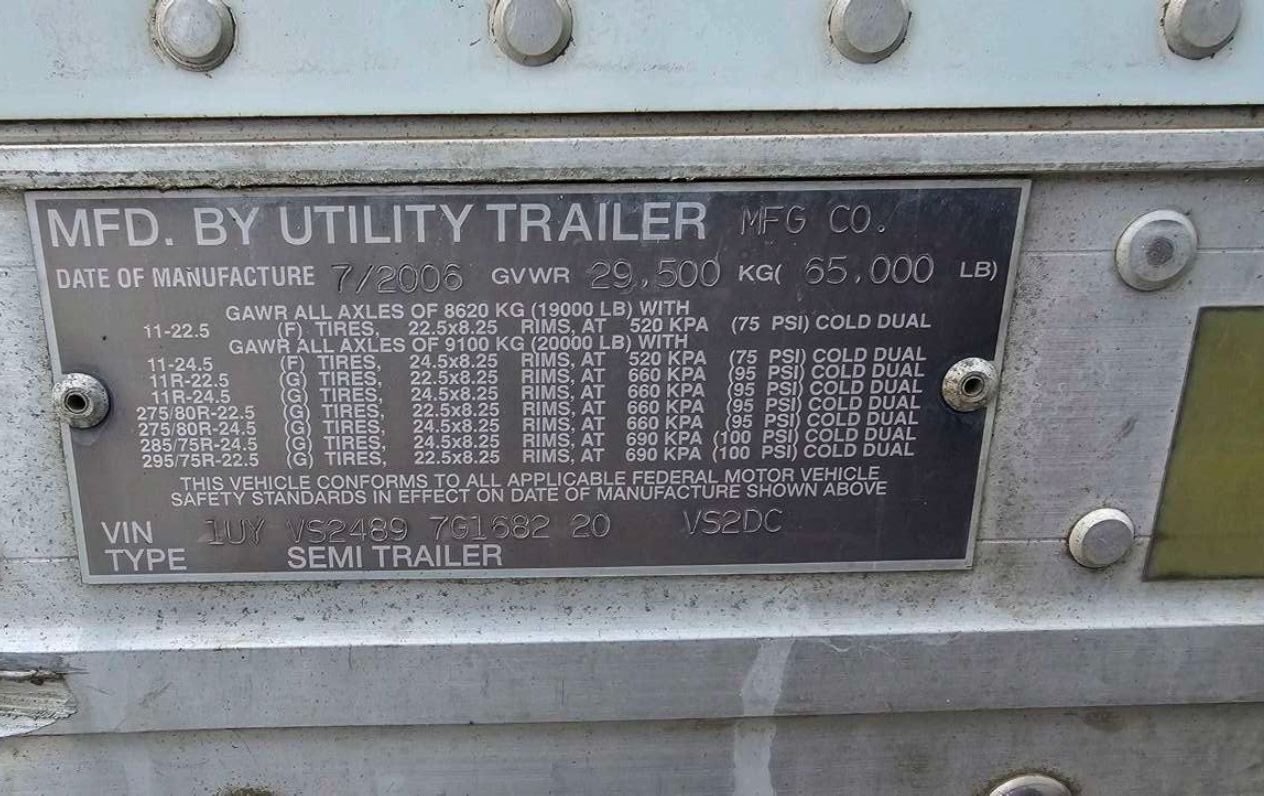 MFD. BY UTILITY TRAILER MFG CO.
DATE OF MANUFACTURE 7/2006 GVWR 29,500 KG( 65,000 LB)
GAWR ALL AXLES OF 8620 KG (19000 LB) WITH
11-22.5 (F) TIRES, 22.5x8.25 RIMS, AT 520 KPA (75 PSI) COLD DUAL
GAWR ALL AXLES OF 9100 KG (20000 LB) WITH
11-24.5 (F) TIRES, 24.5x8.25 RIMS, AT 520 KPA (75 PSI) COLD DUAL
11R-22.5 (G) TIRES, 22.5x8.25 RIMS, AT 660 KPA (95 PSI) COLD DUAL
11R-24.5 (G) TIRES, 24.5x8.25 RIMS, AT 660 KPA (95 PSI) COLD DUAL
275/80R-22.5 (G) TIRES, 22.5x8.25 RIMS, AT 660 KPA (95 PSI) COLD DUAL
275/80R-24.5 (G) TIRES, 24.5x8.25 RIMS, AT 660 KPA (95 PSI) COLD DUAL
285/75R-24.5 (G) TIRES, 24.5x8.25 RIMS, AT 690 KPA (100 PSI) COLD DUAL
295/75R-22.5 (G) TIRES, 22.5x8.25 RIMS, AT 690 KPA (100 PSI) COLD DUAL
THIS VEHICLE CONFORMS TO ALL APPLICABLE FEDERAL MOTOR VEHICLE
SAFETY STANDARDS IN EFFECT ON DATE OF MANUFACTURE SHOWN ABOVE
VIN 1UY VS2489 7G1682 20 VS2DC
TYPE SEMI TRAILER